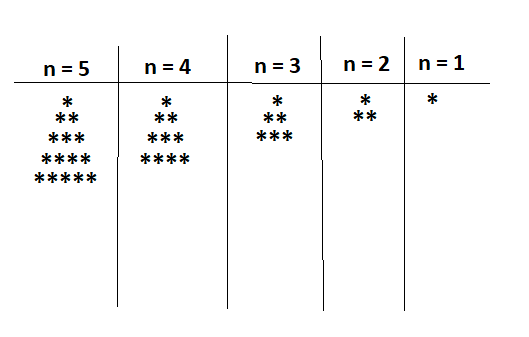 n = 5 n = 4 n = 3 n = 2 n = 1
* * * * *
** ** ** **
*** *** ***
**** ****
*****